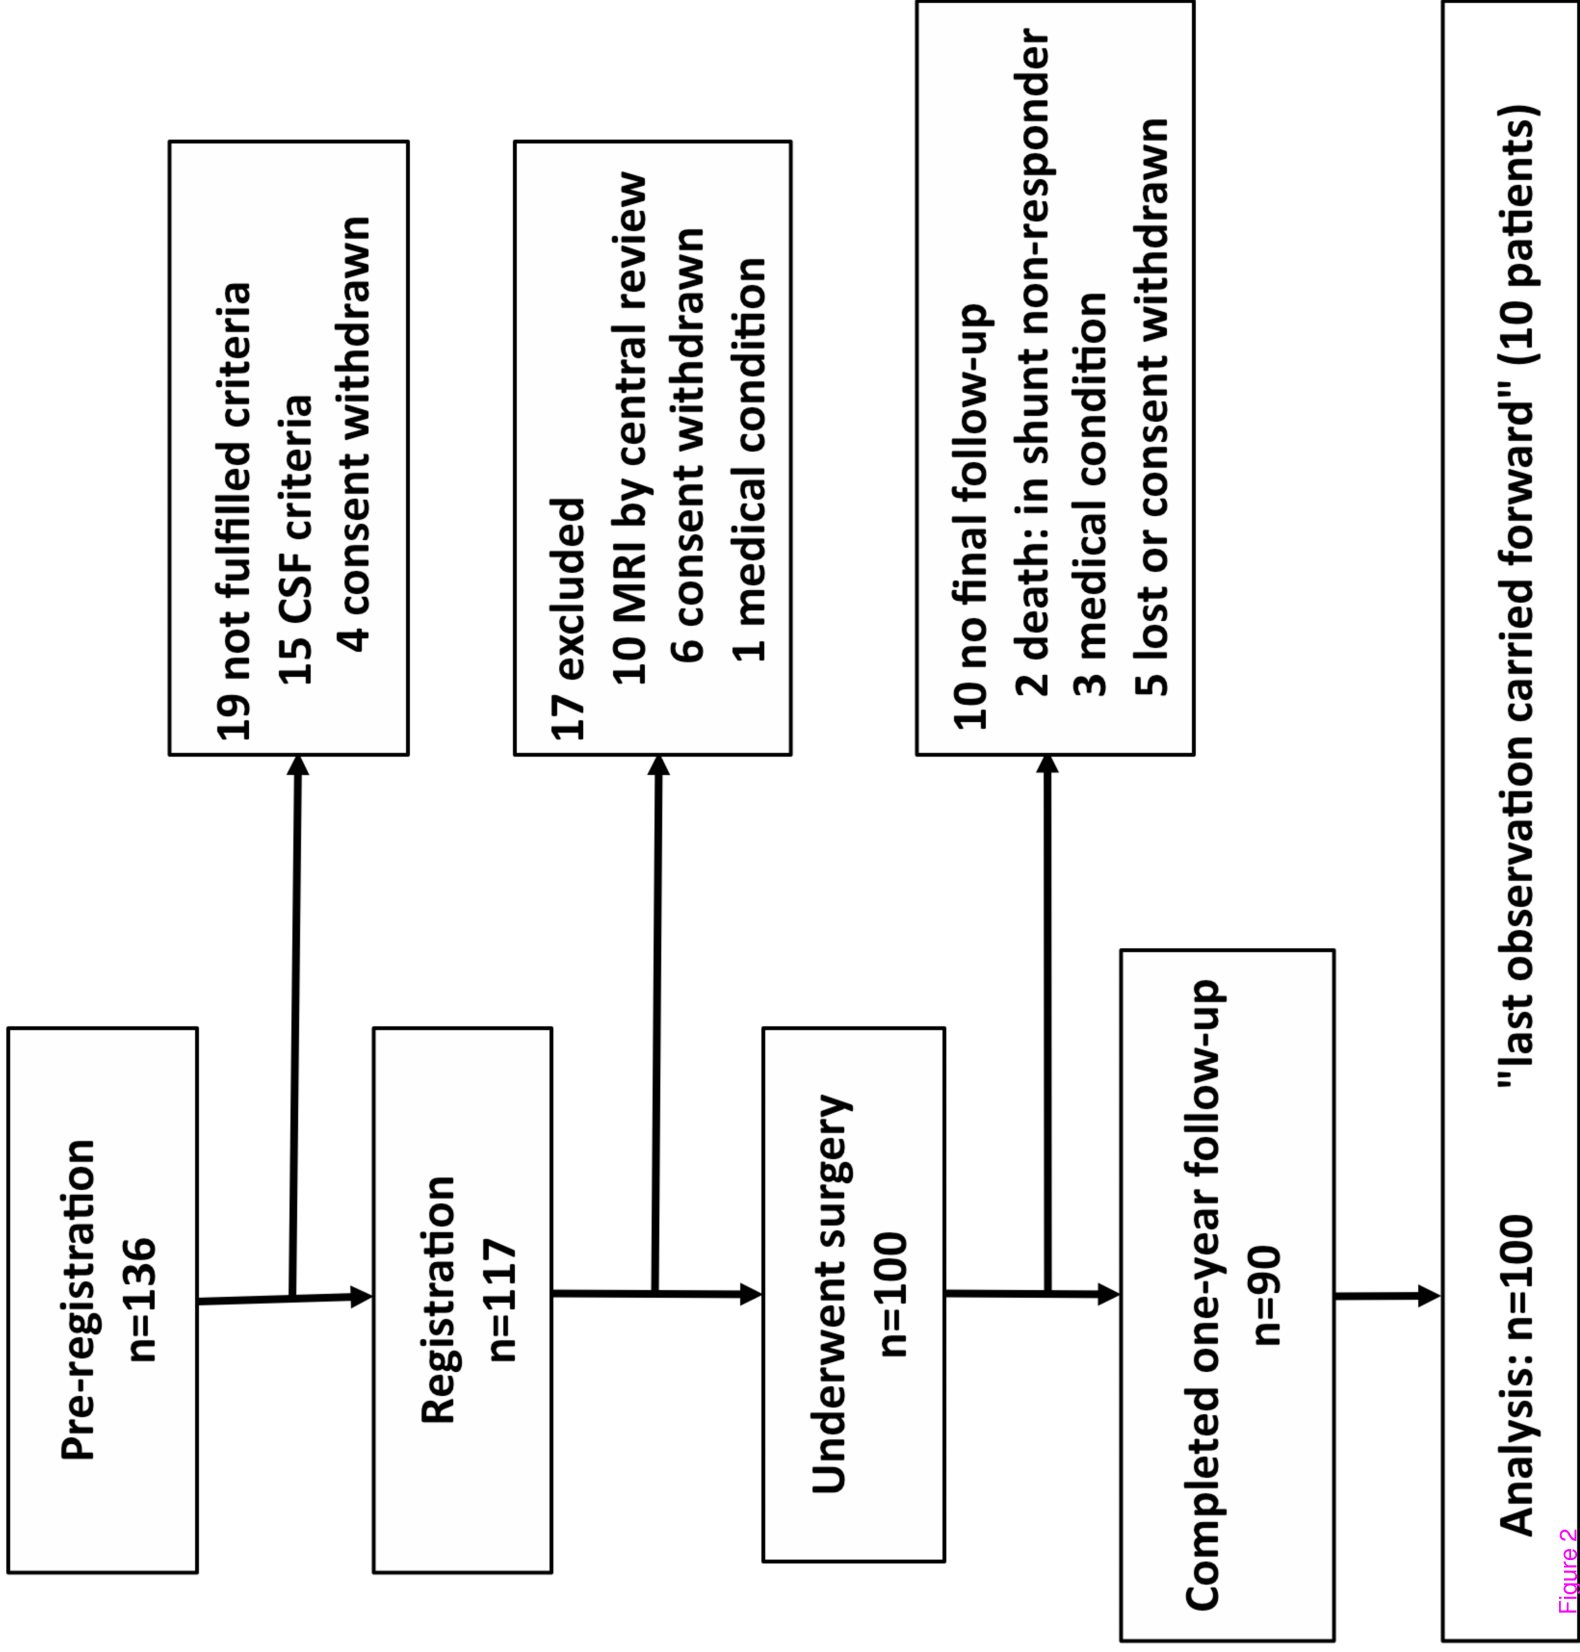 Pre-registration
n=136
19 not fulfilled criteria
15 CSF criteria
4 consent withdrawn
Registration
n=117
17 excluded
10 MRI by central review
6 consent withdrawn
1 medical condition
Underwent surgery
n=100
10 no final follow-up
2 death: in shunt non-responder
3 medical condition
5 lost or consent withdrawn
Completed one-year follow-up
n=90
Analysis: n=100 "last observation carried forward" (10 patients)
Figure 2